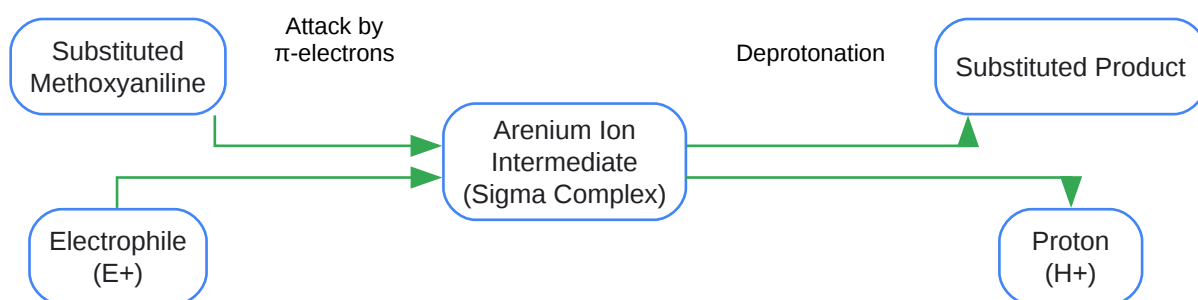 Substituted
Methoxyaniline
Attack by
π-electrons
Deprotonation
Substituted Product
Arenium Ion
Intermediate
(Sigma Complex)
Electrophile
(E+)
Proton
(H+)